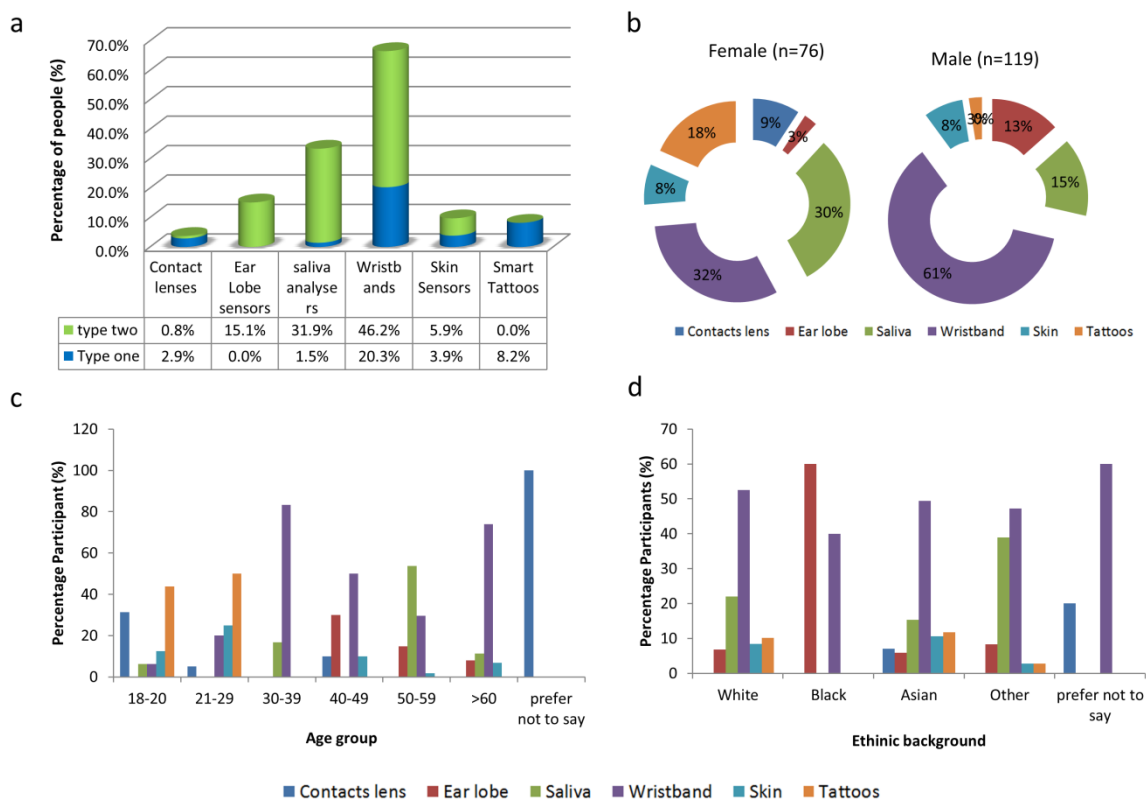 a
Percentage of people (%)
70.0%
60.0%
50.0%
40.0%
30.0%
20.0%
10.0%
0.0%
Contact lenses
Ear Lobe sensors
saliva analysers
Wristbands
Skin Sensors
Smart Tattoos
type two 0.8% 15.1% 31.9% 46.2% 5.9% 0.0%
Type one 2.9% 0.0% 1.5% 20.3% 3.9% 8.2%
b
Female (n=76)
9%
3%
30%
32%
8%
18%
Male (n=119)
0%
13%
15%
61%
8%
3%
Contacts lens Ear lobe Saliva Wristband Skin Tattoos
c
Percentage Participant (%)
120
100
80
60
40
20
0
18-20 21-29 30-39 40-49 50-59 >60 prefer
not to say
Age group
d
Percentage Participants (%)
70
60
50
40
30
20
10
0
White Black Asian Other prefer not to
say
Ethinic background
Contacts lens Ear lobe Saliva Wristband Skin Tattoos